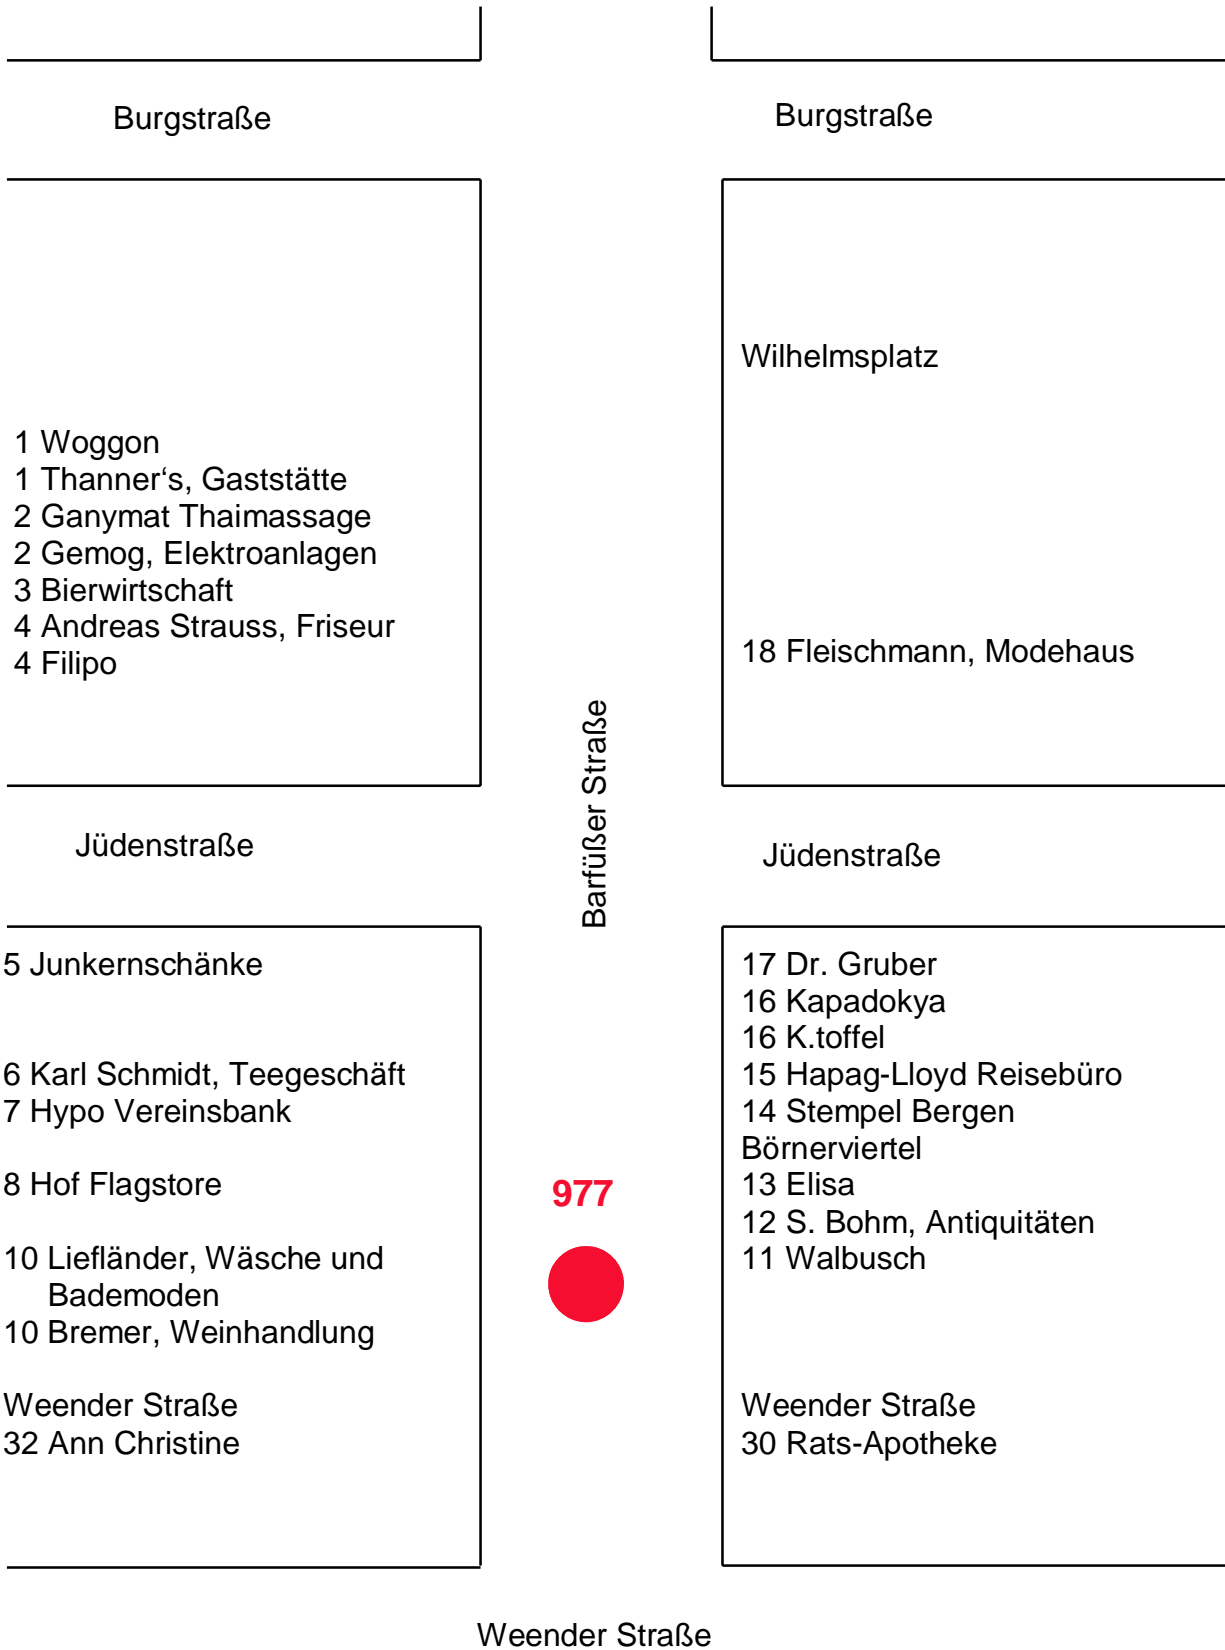 Burgstraße
Burgstraße
Wilhelmsplatz
1 Woggon
1 Thanner‘s, Gaststätte
2 Ganymat Thaimassage
2 Gemog, Elektroanlagen
3 Bierwirtschaft
4 Andreas Strauss, Friseur
4 Filipo
18 Fleischmann, Modehaus
Barfüßer Straße
Jüdenstraße
Jüdenstraße
5 Junkernschänke
6 Karl Schmidt, Teegeschäft
7 Hypo Vereinsbank
8 Hof Flagstore
10 Liefländer, Wäsche und
Bademoden
10 Bremer, Weinhandlung
Weender Straße
32 Ann Christine
977
17 Dr. Gruber
16 Kapadokya
16 K.toffel
15 Hapag-Lloyd Reisebüro
14 Stempel Bergen
Börnerviertel
13 Elisa
12 S. Bohm, Antiquitäten
11 Walbusch
Weender Straße
30 Rats-Apotheke
Weender Straße